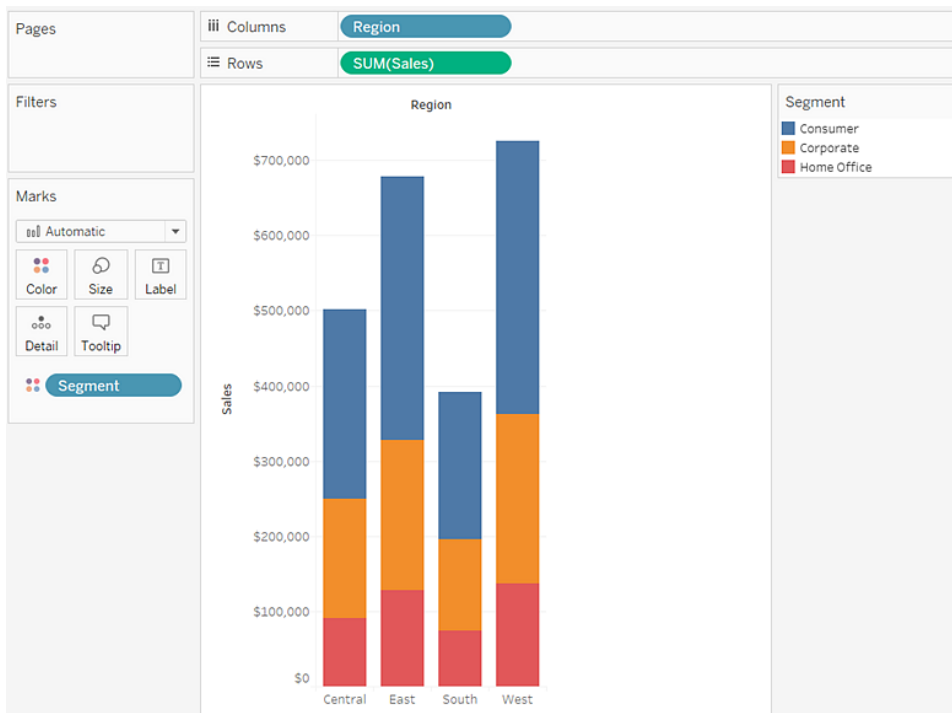 Pages
Columns
Region
Rows
SUM(Sales)
Filters
Marks
Automatic
Color
Size
Label
Detail
Tooltip
Segment
Region
Sales
$700,000
$600,000
$500,000
$400,000
$300,000
$200,000
$100,000
$0
Central
East
South
West
Segment
Consumer
Corporate
Home Office